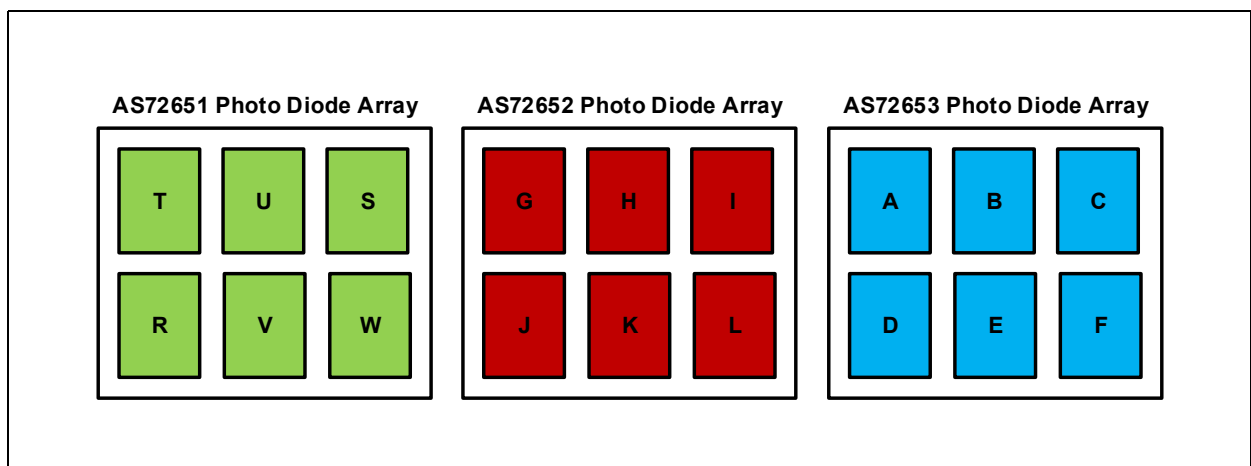 AS72651 Photo Diode Array
AS72652 Photo Diode Array
AS72653 Photo Diode Array
T U S
R V W
G H I
J K L
A B C
D E F